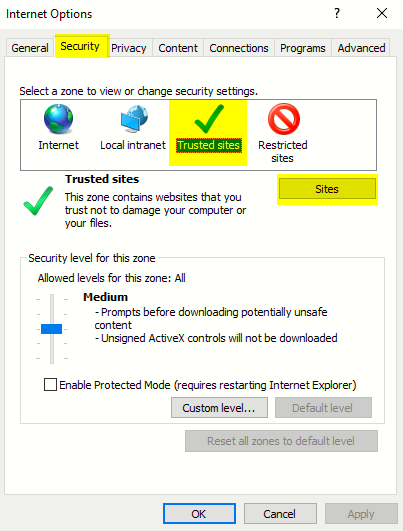 Internet Options
?
General Security Privacy Content Connections Programs Advanced
Select a zone to view or change security settings.
Internet Local intranet Trusted sites Restricted
sites
Trusted sites
Sites
This zone contains websites that you
trust not to damage your computer or
your files.
Security level for this zone
Allowed levels for this zone: All
Medium
- Prompts before downloading potentially unsafe
content
- Unsigned ActiveX controls will not be downloaded
Enable Protected Mode (requires restarting Internet Explorer)
Custom level... Default level
Reset all zones to default level
OK Cancel Apply